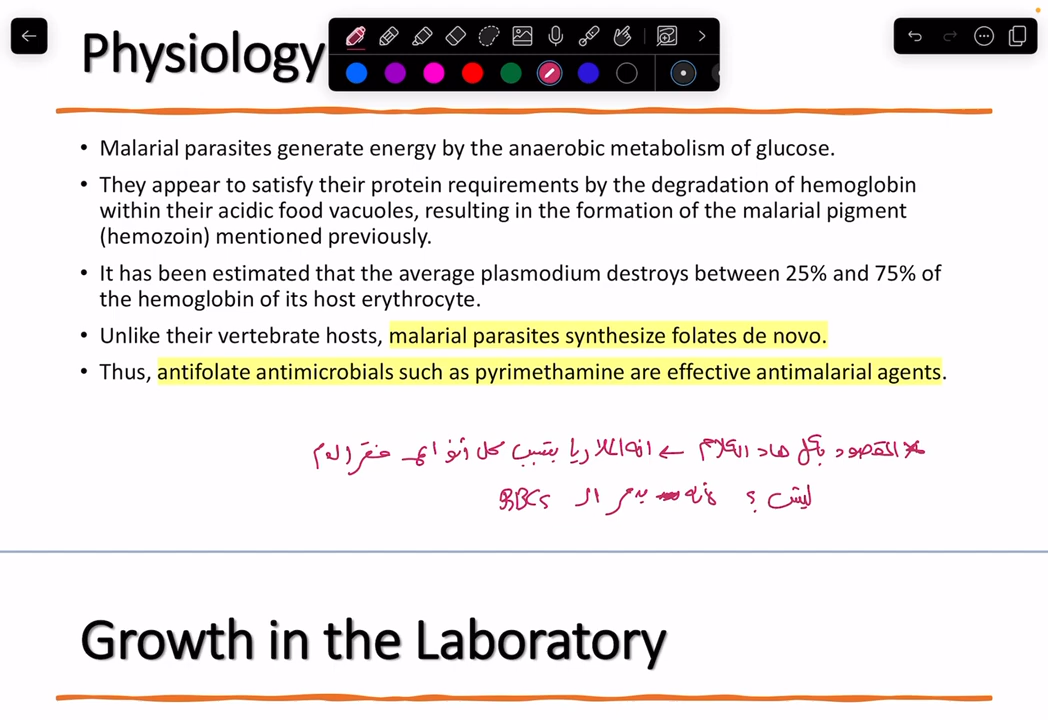 Physiology
• Malarial parasites generate energy by the anaerobic metabolism of glucose.
• They appear to satisfy their protein requirements by the degradation of hemoglobin
within their acidic food vacuoles, resulting in the formation of the malarial pigment
(hemozoin) mentioned previously.
• It has been estimated that the average plasmodium destroys between 25% and 75% of
the hemoglobin of its host erythrocyte.
• Unlike their vertebrate hosts, malarial parasites synthesize folates de novo.
• Thus, antifolate antimicrobials such as pyrimethamine are effective antimalarial agents.
* المقصود بكل هاد الكلام ← انه الملاريا بتسبب كل أنواع فقر الدم
ليش ؟ لأنه بدمر الـ RBCs
Growth in the Laboratory